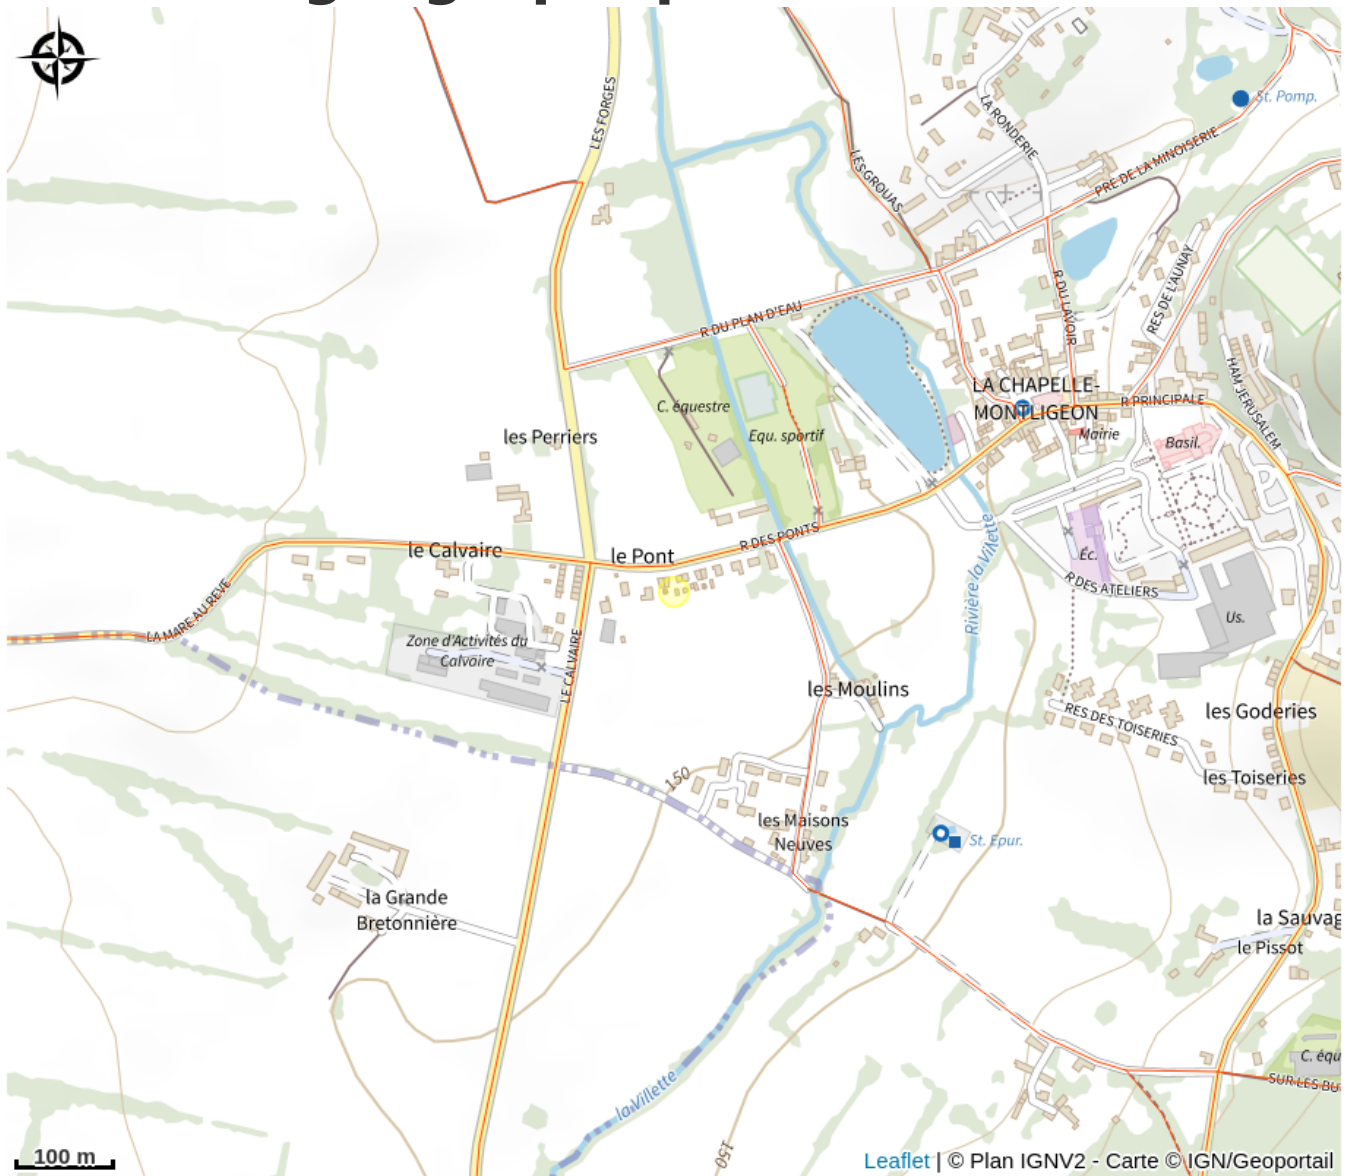 LES FORGES
LA RONDERIE
St. Pomp.
PRE DE LA MINOISERIE
LES GROUAS
R DU LAVOIR
RES DE L'AUNAY
R DU PLAN D'EAU
HAM JERUSALEM
LA CHAPELLE-
MONTLIGEON
R PRINCIPALE
C. équestre
Equ. sportif
Mairie
Basil.
les Perriers
le Calvaire
le Pont
R DES PONTS
Rivière la Villette
Éc.
R DES ATELIERS
Us.
LA MARE AU REVE
Zone d'Activités du
Calvaire
LE CALVAIRE
les Moulins
RES DES TOISERIES
les Goderies
les Toiseries
150
les Maisons
Neuves
St. Epur.
la Grande
Bretonnière
la Sauvag
le Pissot
C. équ
SUR LES BU
la Villette
150
100 m
Leaflet | © Plan IGNV2 - Carte © IGN/Geoportail